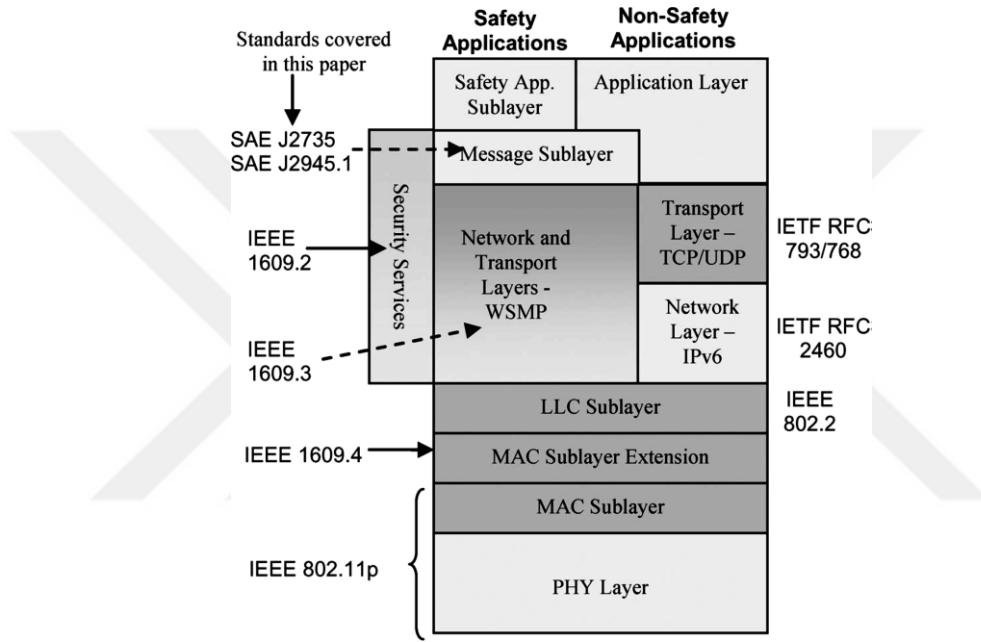 Safety
Applications
Non-Safety
Applications
Standards covered
in this paper
Safety App.
Sublayer
Application Layer
SAE J2735
SAE J2945.1
Message Sublayer
Security Services
IEEE
1609.2
Network and
Transport
Layers -
WSMP
Transport
Layer –
TCP/UDP
IETF RFC
793/768
Network
Layer –
IPv6
IETF RFC
2460
IEEE
1609.3
LLC Sublayer
IEEE
802.2
IEEE 1609.4
MAC Sublayer Extension
MAC Sublayer
IEEE 802.11p
PHY Layer